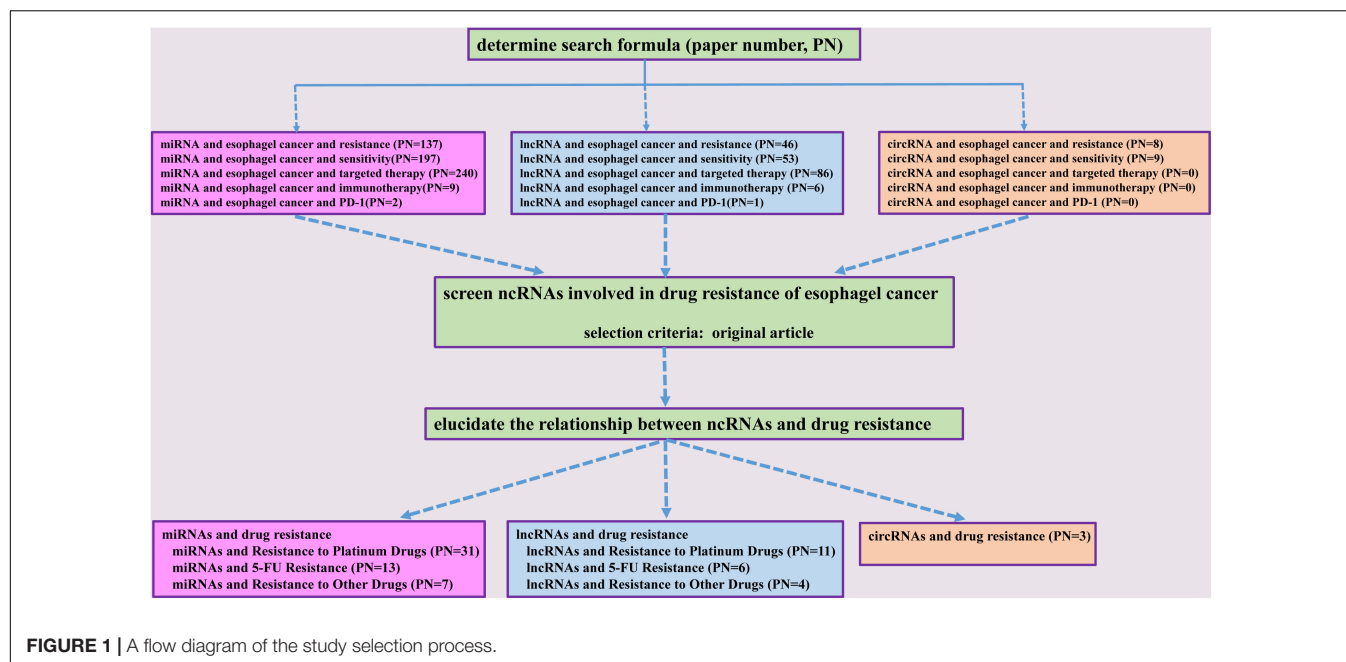 determine search formula (paper number, PN)
miRNA and esophagel cancer and resistance (PN=137)
miRNA and esophagel cancer and sensitivity(PN=197)
miRNA and esophagel cancer and targeted therapy (PN=240)
miRNA and esophagel cancer and immunotherapy(PN=9)
miRNA and esophagel cancer and PD-1(PN=2)
lncRNA and esophagel cancer and resistance (PN=46)
lncRNA and esophagel cancer and sensitivity (PN=53)
lncRNA and esophagel cancer and targeted therapy (PN=86)
lncRNA and esophagel cancer and immunotherapy (PN=6)
lncRNA and esophagel cancer and PD-1(PN=1)
circRNA and esophagel cancer and resistance (PN=8)
circRNA and esophagel cancer and sensitivity (PN=9)
circRNA and esophagel cancer and targeted therapy (PN=0)
circRNA and esophagel cancer and immunotherapy (PN=0)
circRNA and esophagel cancer and PD-1 (PN=0)
screen ncRNAs involved in drug resistance of esophagel cancer
selection criteria: original article
elucidate the relationship between ncRNAs and drug resistance
miRNAs and drug resistance
miRNAs and Resistance to Platinum Drugs (PN=31)
miRNAs and 5-FU Resistance (PN=13)
miRNAs and Resistance to Other Drugs (PN=7)
lncRNAs and drug resistance
lncRNAs and Resistance to Platinum Drugs (PN=11)
lncRNAs and 5-FU Resistance (PN=6)
lncRNAs and Resistance to Other Drugs (PN=4)
circRNAs and drug resistance (PN=3)
FIGURE 1 | A flow diagram of the study selection process.